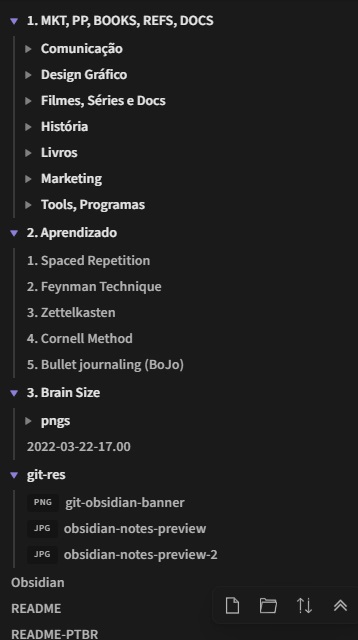 1. MKT, PP, BOOKS, REFS, DOCS
Comunicação
Design Gráfico
Filmes, Séries e Docs
História
Livros
Marketing
Tools, Programas
2. Aprendizado
1. Spaced Repetition
2. Feynman Technique
3. Zettelkasten
4. Cornell Method
5. Bullet journaling (BoJo)
3. Brain Size
pngs
2022-03-22-17.00
git-res
PNG git-obsidian-banner
JPG obsidian-notes-preview
JPG obsidian-notes-preview-2
Obsidian
README
README-PTBR